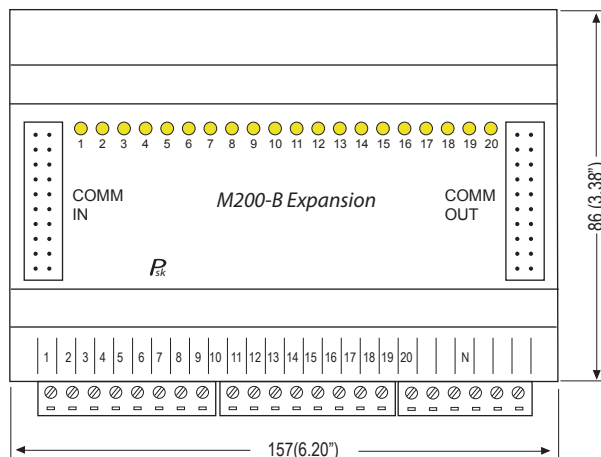 1 2 3 4 5 6 7 8 9 10 11 12 13 14 15 16 17 18 19 20
COMM
IN
M200-B Expansion
COMM
OUT
Psk
1 2 3 4 5 6 7 8 9 10 11 12 13 14 15 16 17 18 19 20 N
86 (3.38")
157(6.20")